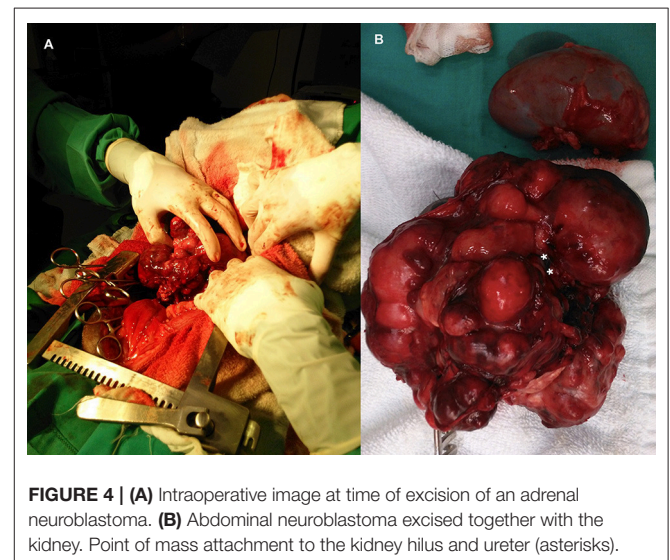 A
B
*
*
FIGURE 4 | (A) Intraoperative image at time of excision of an adrenal
neuroblastoma. (B) Abdominal neuroblastoma excised together with the
kidney. Point of mass attachment to the kidney hilus and ureter (asterisks).